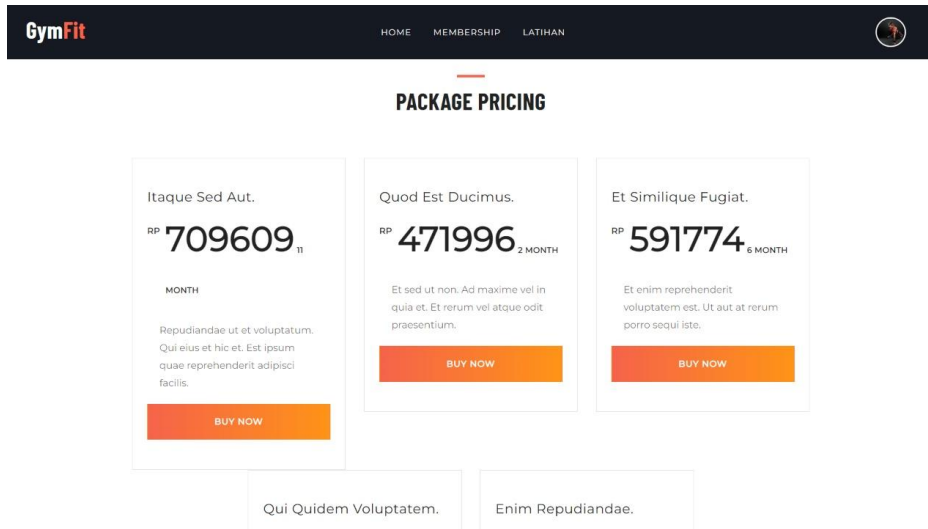 GymFit
HOME MEMBERSHIP LATIHAN
PACKAGE PRICING
Itaque Sed Aut.
RP 709609 11
MONTH
Repudiandae ut et voluptatum.
Qui eius et hic et. Est ipsum
quae reprehenderit adipisci
facilis.
BUY NOW
Quod Est Ducimus.
RP 471996 2 MONTH
Et sed ut non. Ad maxime vel in
quia et. Et rerum vel atque odit
praesentium.
BUY NOW
Et Similique Fugiat.
RP 591774 6 MONTH
Et enim reprehenderit
voluptatem est. Ut aut at rerum
porro sequi iste.
BUY NOW
Qui Quidem Voluptatem.
Enim Repudiandae.